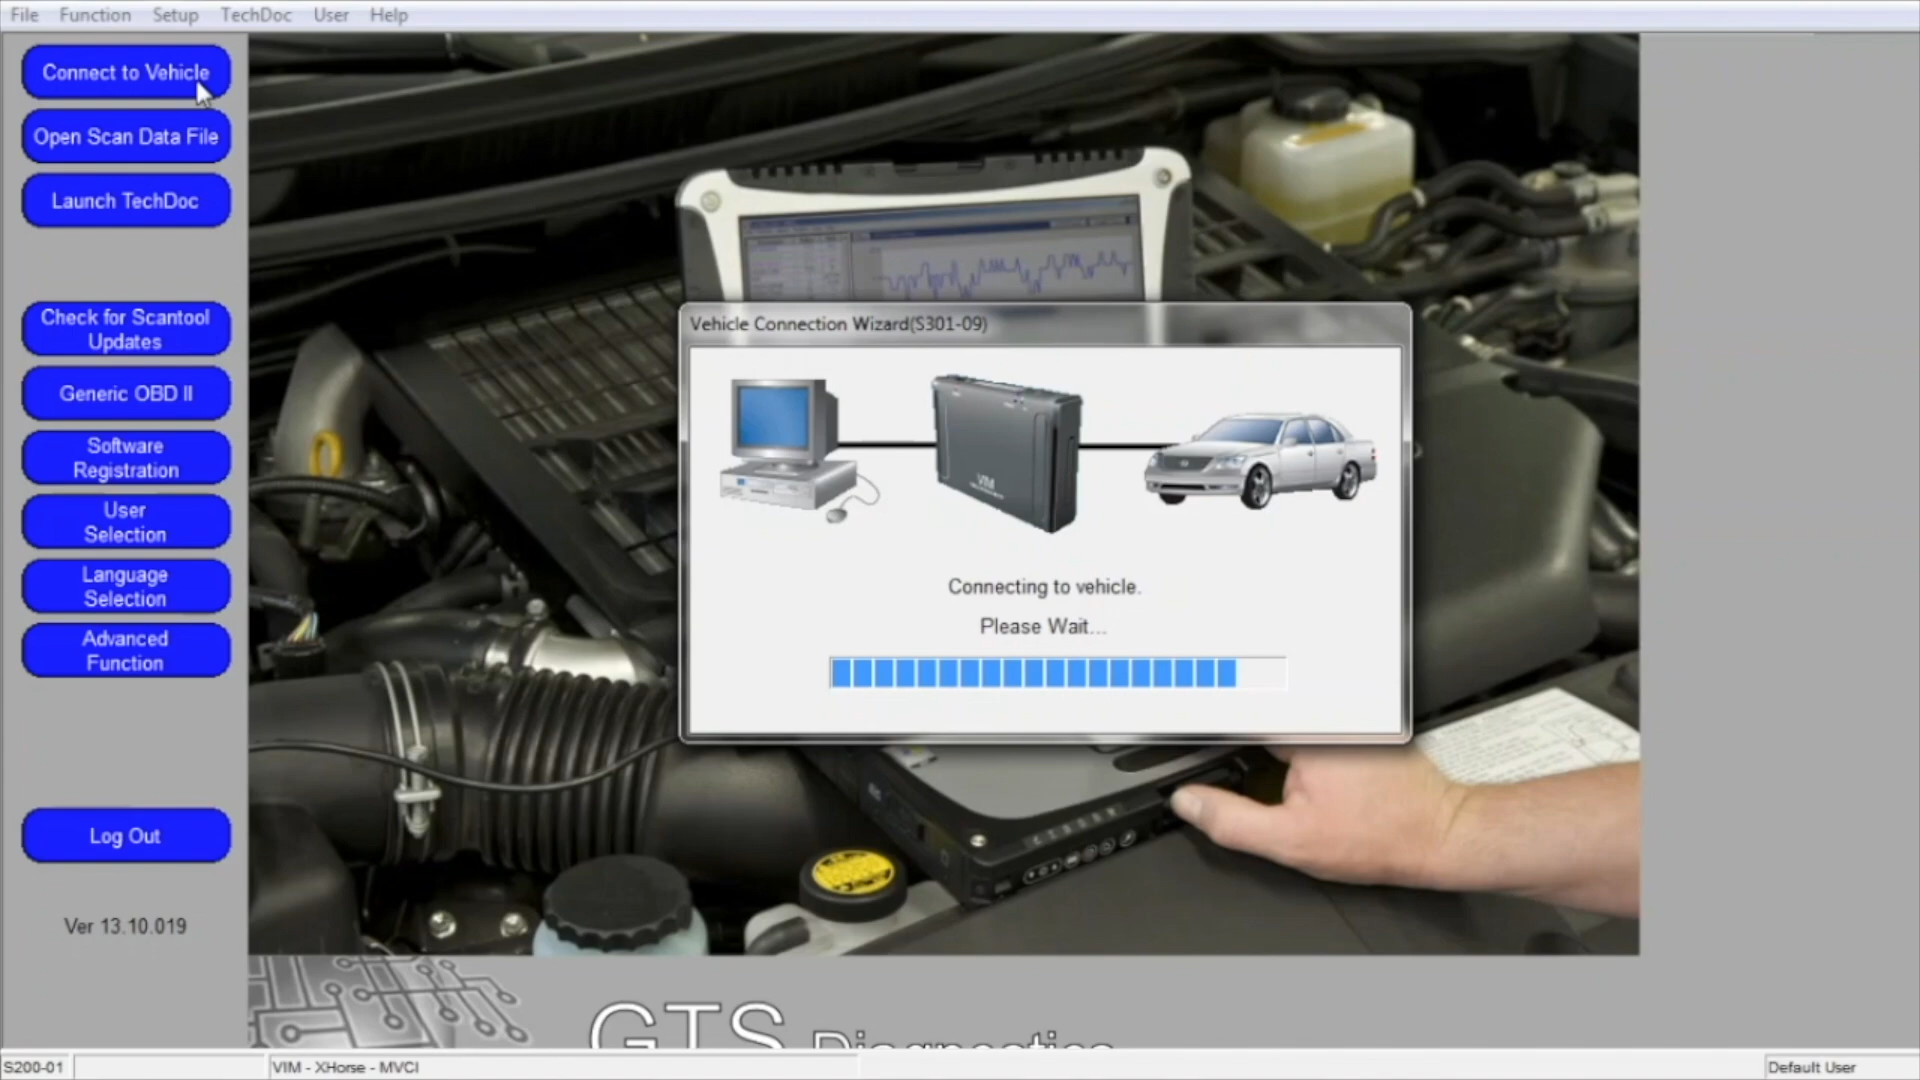 File Function Setup TechDoc User Help
Connect to Vehicle
Open Scan Data File
Launch TechDoc
Check for Scantool
Updates
Generic OBD II
Software
Registration
User
Selection
Language
Selection
Advanced
Function
Log Out
Ver 13.10.019
Vehicle Connection Wizard(S301-09)
VIM
Connecting to vehicle.
Please Wait...
GTS Diagnostics
S200-01
VIM - XHorse - MVCI
Default User